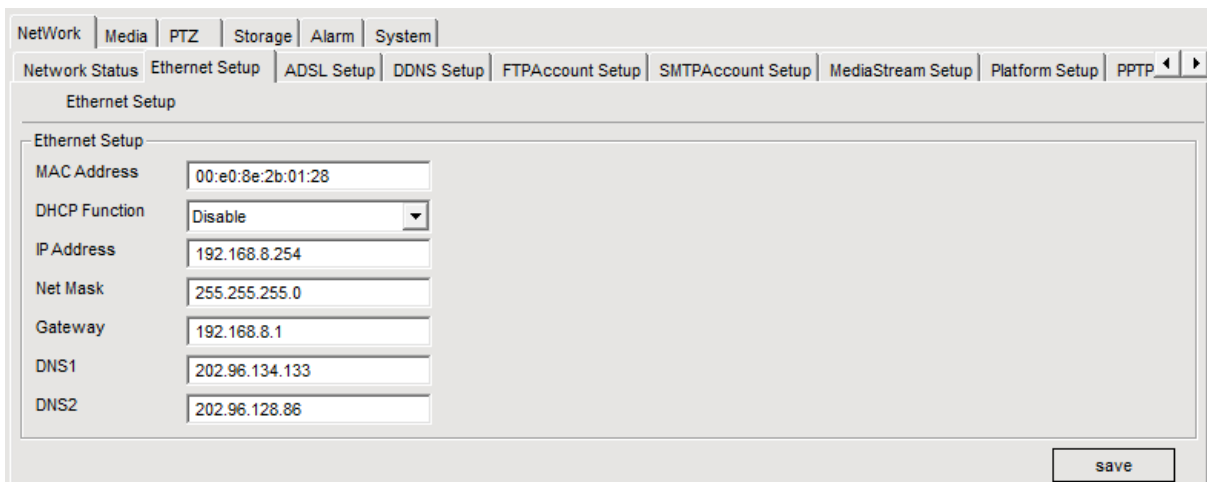 NetWork Media PTZ Storage Alarm System
Network Status Ethernet Setup ADSL Setup DDNS Setup FTPAccount Setup SMTPAccount Setup MediaStream Setup Platform Setup PPTP
Ethernet Setup
Ethernet Setup
MAC Address 00:e0:8e:2b:01:28
DHCP Function Disable
IP Address 192.168.8.254
Net Mask 255.255.255.0
Gateway 192.168.8.1
DNS1 202.96.134.133
DNS2 202.96.128.86
save